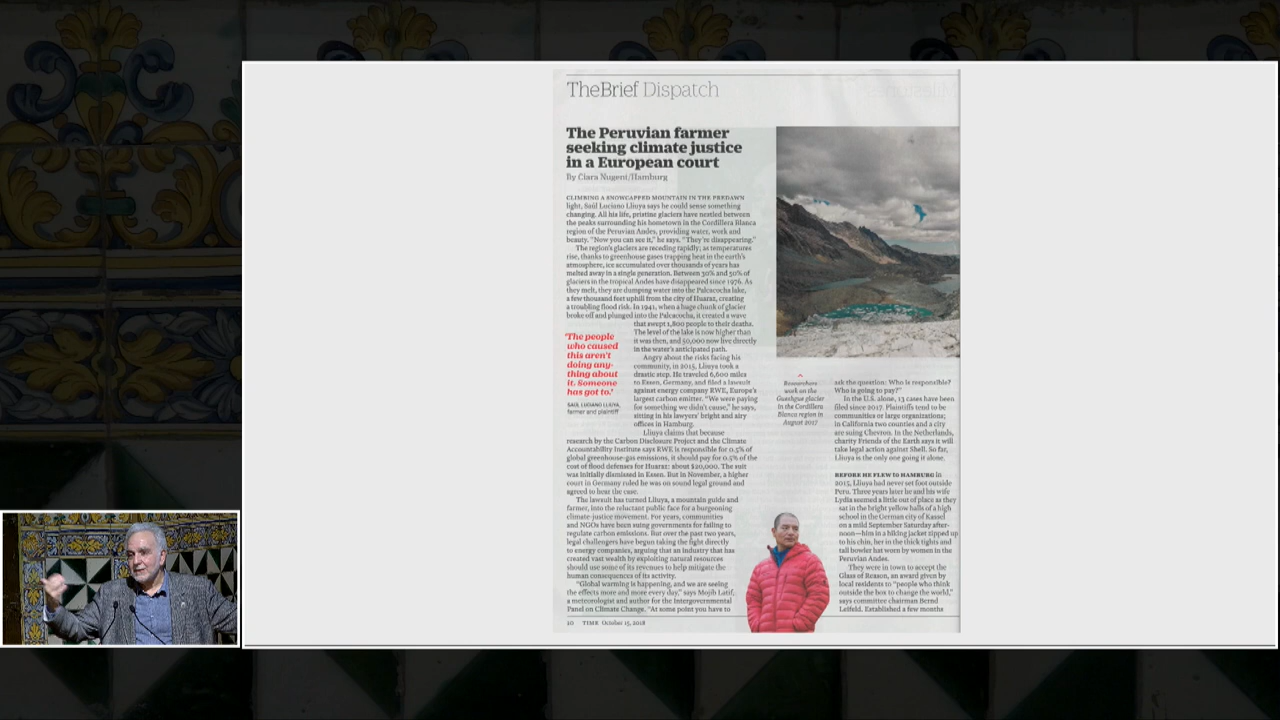 TheBrief Dispatch
The Peruvian farmer
seeking climate justice
in a European court
By Ciara Nugent/Hamburg
CLIMBING A SNOWCAPPED MOUNTAIN IN THE PREDAWN
light, Saúl Luciano Lliuya says he could sense something
changing. All his life, pristine glaciers have nestled between
the peaks surrounding his hometown in the Cordillera Blanca
region of the Peruvian Andes, providing water, work and
beauty. "Now you can see it," he says. "They're disappearing."
The region's glaciers are receding rapidly; as temperatures
rise, thanks to greenhouse gases trapping heat in the earth's
atmosphere, ice accumulated over thousands of years has
melted away in a single generation. Between 30% and 50% of
glaciers in the tropical Andes have disappeared since 1976. As
they melt, they are dumping water into the Palcacocha lake,
a few thousand feet uphill from the city of Huaraz, creating
a troubling flood risk. In 1941, when a huge chunk of glacier
broke off and plunged into the Palcacocha, it created a wave
that swept 1,800 people to their deaths.
The level of the lake is now higher than
it was then, and 50,000 now live directly
in the water's anticipated path.
Angry about the risks facing his
community, in 2015, Lliuya took a
drastic step. He traveled 6,600 miles
to Essen, Germany, and filed a lawsuit
against energy company RWE, Europe's
largest carbon emitter. "We were paying
for something we didn't cause," he says,
sitting in his lawyers' bright and airy
offices in Hamburg.
Lliuya claims that because
research by the Carbon Disclosure Project and the Climate
Accountability Institute says RWE is responsible for 0.5% of
global greenhouse-gas emissions, it should pay for 0.5% of the
cost of flood defenses for Huaraz: about $20,000. The suit
was initially dismissed in Essen. But in November, a higher
court in Germany ruled he was on sound legal ground and
agreed to hear the case.
The lawsuit has turned Lliuya, a mountain guide and
farmer, into the reluctant public face for a burgeoning
climate-justice movement. For years, communities
and NGOs have been suing governments for failing to
regulate carbon emissions. But over the past two years,
legal challenges have begun taking the fight directly
to energy companies, arguing that an industry that has
created vast wealth by exploiting natural resources
should use some of its revenues to help mitigate the
human consequences of its activity.
"Global warming is happening, and we are seeing
the effects more and more every day," says Mojib Latif,
a meteorologist and author for the Intergovernmental
Panel on Climate Change. "At some point you have to
'The people
who caused
this aren't
doing any-
thing about
it. Someone
has got to.'
SAÚL LUCIANO LLIUYA,
farmer and plaintiff
Researchers
work on the
glacier
in the Cordillera
Blanca region in
August 2017
ask the question: Who is responsible?
Who is going to pay?"
In the U.S. alone, 13 cases have been
filed since 2017. Plaintiffs tend to be
communities or large organizations;
in California two counties and a city
are suing Chevron. In the Netherlands,
charity Friends of the Earth says it will
take legal action against Shell. So far,
Lliuya is the only one going it alone.
BEFORE HE FLEW to HAMBURG in
2015, Lliuya had never set foot outside
Peru. Three years later he and his wife
Lydia seemed a little out of place as they
sat in the bright yellow halls of a high
school in the German city of Kassel
on a mild September Saturday after-
noon—him in a hiking jacket zipped up
to his chin, her in the thick tights and
tall bowler hat worn by women in the
Peruvian Andes.
They were in town to accept the
Glass of Reason, an award given by
local residents to "people who think
outside the box to change the world,"
says committee chairman Bernd
Leifeld. Established a few months
20 TIME October 15, 2018